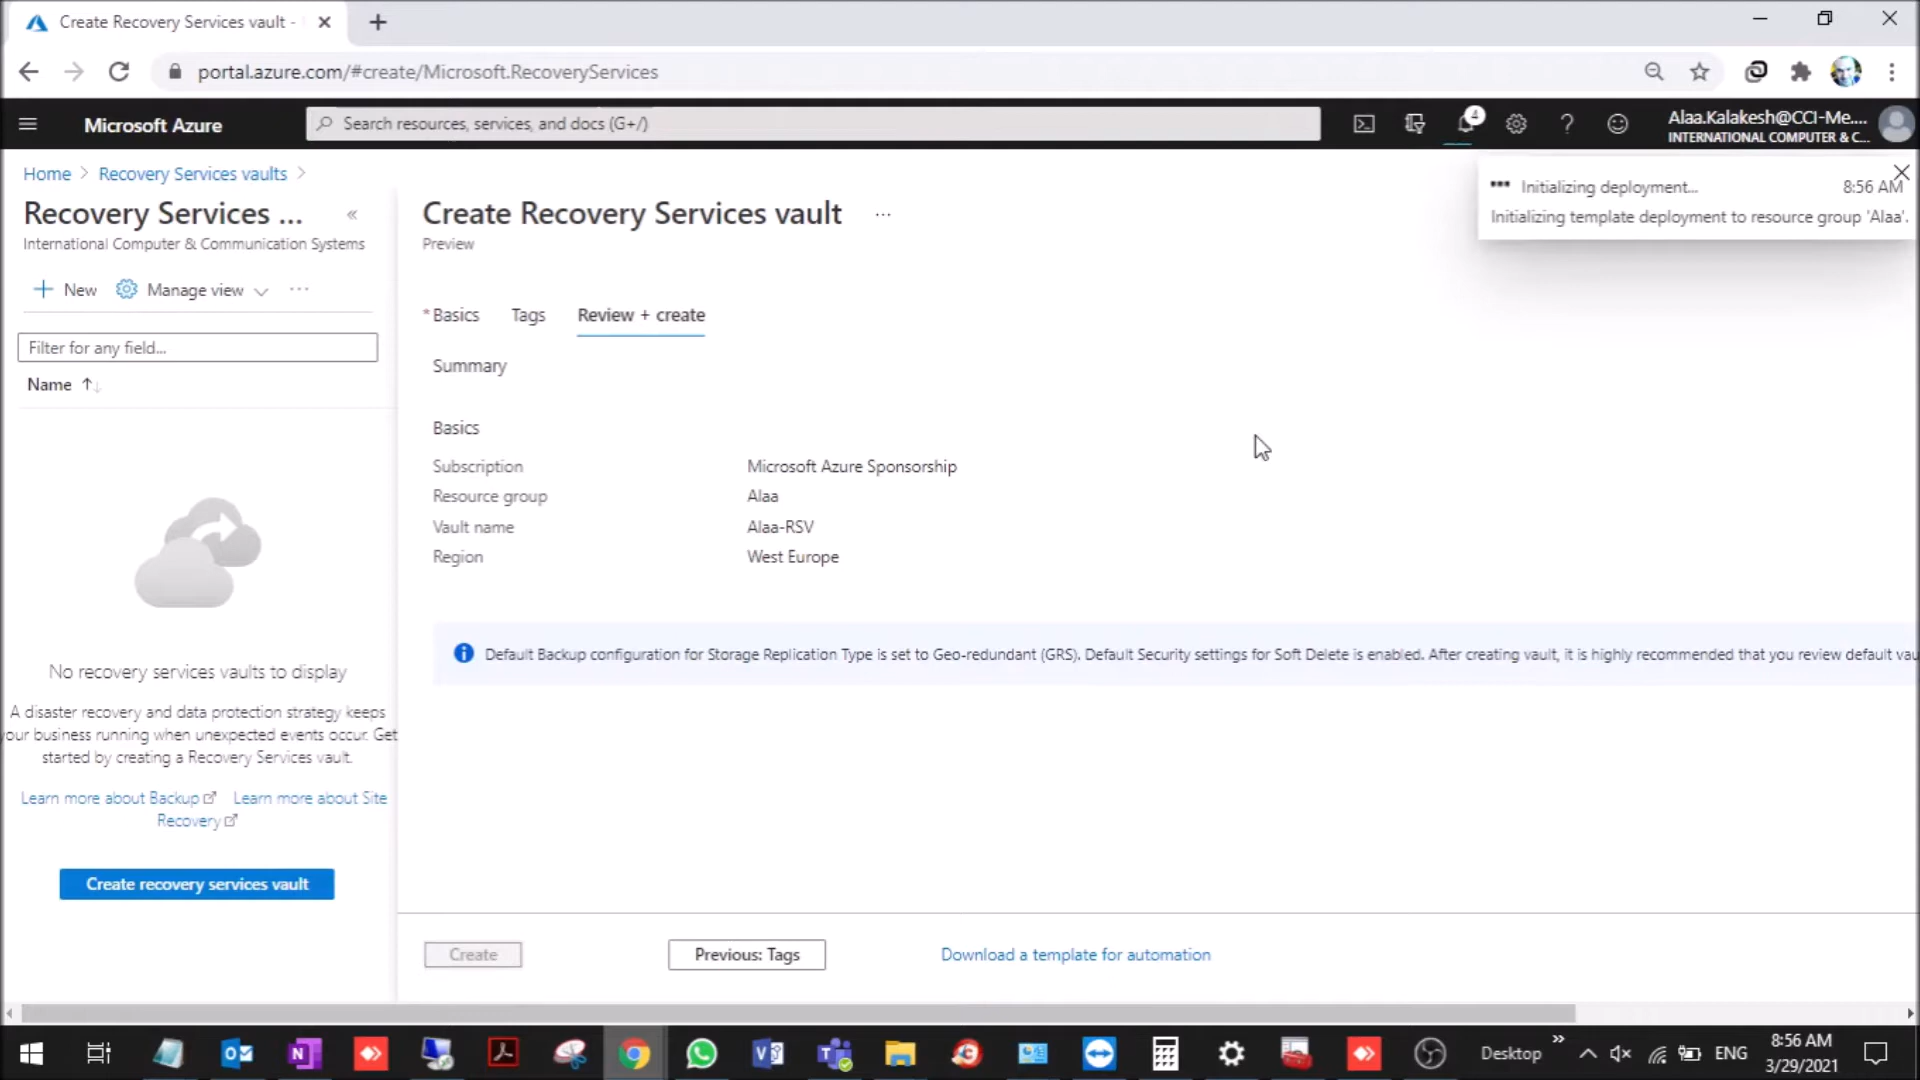 Create Recovery Services vault -
portal.azure.com/#create/Microsoft.RecoveryServices
Microsoft Azure
Search resources, services, and docs (G+/)
4
Alaa.Kalakesh@CCI-Me....
INTERNATIONAL COMPUTER & C...
Home > Recovery Services vaults >
Initializing deployment...
8:56 AM
Initializing template deployment to resource group 'Alaa'.
Recovery Services ...
«
International Computer & Communication Systems
Create Recovery Services vault
...
Preview
New
Manage view
...
Filter for any field...
Name
* Basics
Tags
Review + create
Summary
Basics
Subscription
Microsoft Azure Sponsorship
Resource group
Alaa
Vault name
Alaa-RSV
Region
West Europe
Default Backup configuration for Storage Replication Type is set to Geo-redundant (GRS). Default Security settings for Soft Delete is enabled. After creating vault, it is highly recommended that you review default vau
No recovery services vaults to display
A disaster recovery and data protection strategy keeps
your business running when unexpected events occur. Get
started by creating a Recovery Services vault.
Learn more about Backup
Learn more about Site
Recovery
Create recovery services vault
Create
Previous: Tags
Download a template for automation
Desktop
»
ENG
8:56 AM
3/29/2021